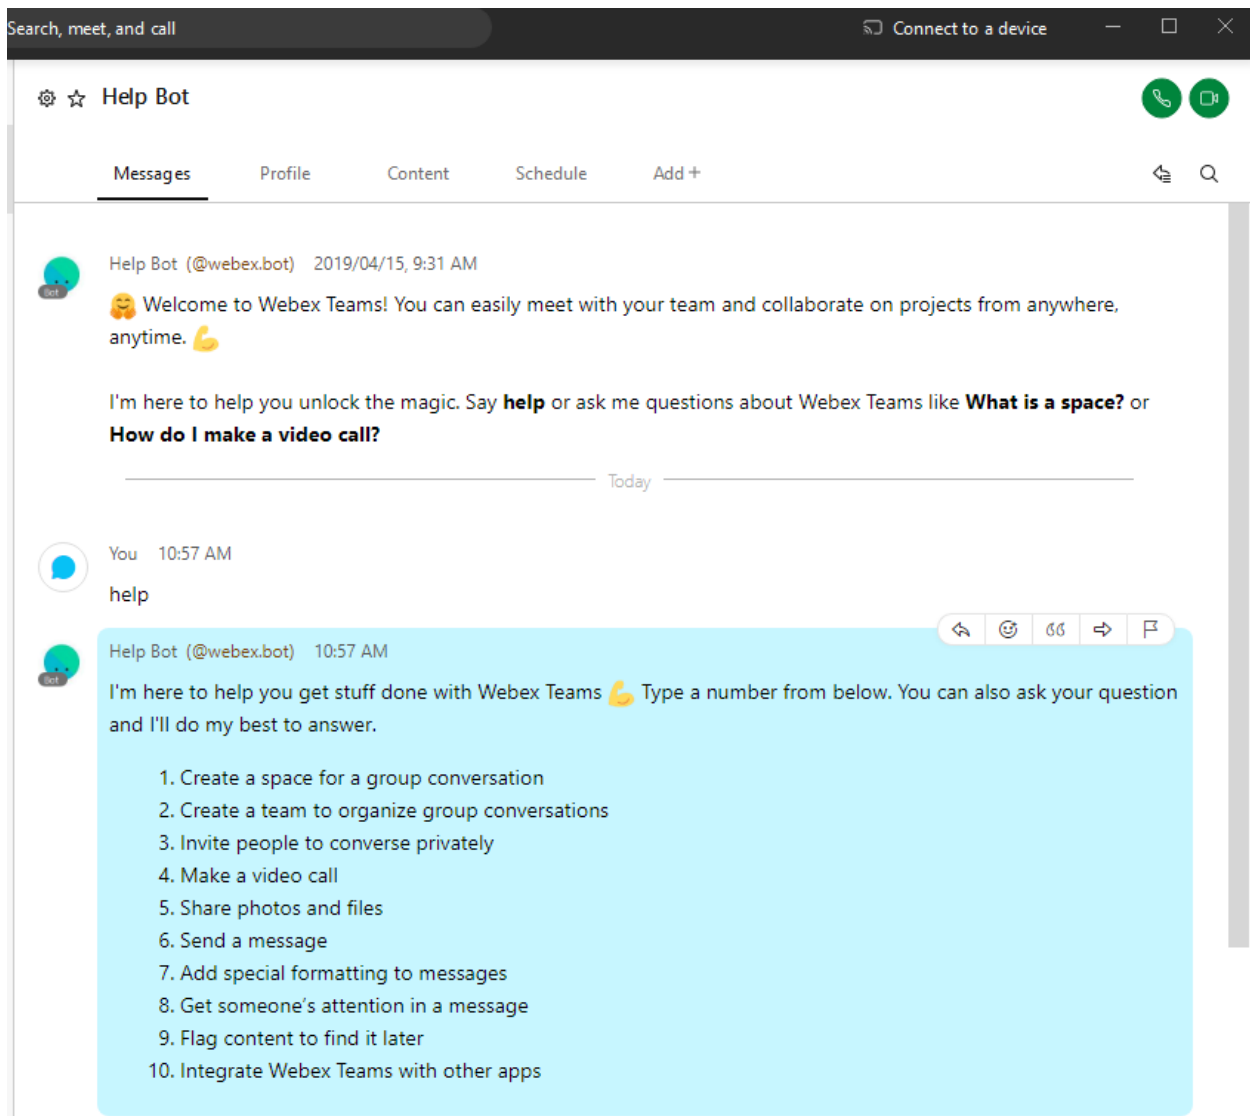 Search, meet, and call
Connect to a device
Help Bot
Messages Profile Content Schedule Add +
Help Bot (@webex.bot) 2019/04/15, 9:31 AM
Bot
🤗 Welcome to Webex Teams! You can easily meet with your team and collaborate on projects from anywhere,
anytime. 💪
I'm here to help you unlock the magic. Say help or ask me questions about Webex Teams like What is a space? or
How do I make a video call?
Today
You 10:57 AM
help
Help Bot (@webex.bot) 10:57 AM
Bot
I'm here to help you get stuff done with Webex Teams 💪 Type a number from below. You can also ask your question
and I'll do my best to answer.
1. Create a space for a group conversation
2. Create a team to organize group conversations
3. Invite people to converse privately
4. Make a video call
5. Share photos and files
6. Send a message
7. Add special formatting to messages
8. Get someone’s attention in a message
9. Flag content to find it later
10. Integrate Webex Teams with other apps